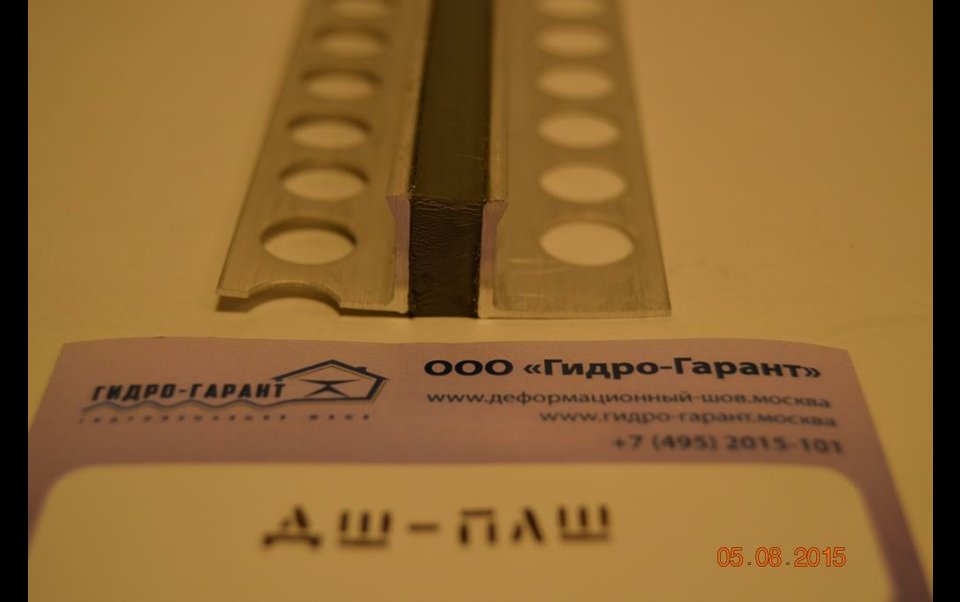 ГИДРО-ГАРАНТ
ООО «Гидро-Гарант»
www.деформационный-шов.москва
www.гидро-гарант.москва
+7 (495) 2015-101
ДШ-ПЛШ
05.08.2015